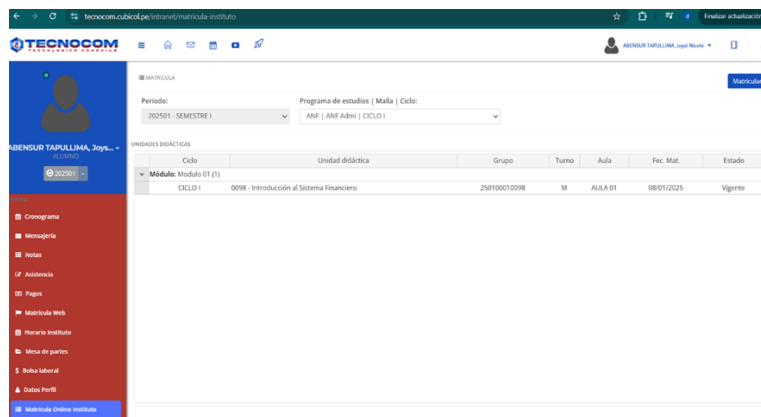 tecnocom.cubicol.pe/intranet/matricula-instituto
d
Finalizar actualización
TECNOCOM
ABENSUR TAPULLIMA, Joysi Nicole
MATRÍCULA
Matricular
Periodo:
Programa de estudios | Malla | Ciclo:
202501 - SEMESTRE I
ANF | ANF Admi | CICLO I
ABENSUR TAPULLIMA, Joys...
ALUMNO
202501
UNIDADES DIDÁCTICAS
Ciclo Unidad didáctica Grupo Turno Aula Fec. Mat. Estado
Módulo: Modulo 01 (1)
CICLO I 0098 - Introducción al Sistema Financiero 250100010098 M AULA 01 08/01/2025 Vigente
Menú
Cronograma
Mensajería
Notas
Asistencia
Pagos
Matrícula Web
Horario Instituto
Mesa de partes
Bolsa laboral
Datos Perfil
Matrícula Online instituto